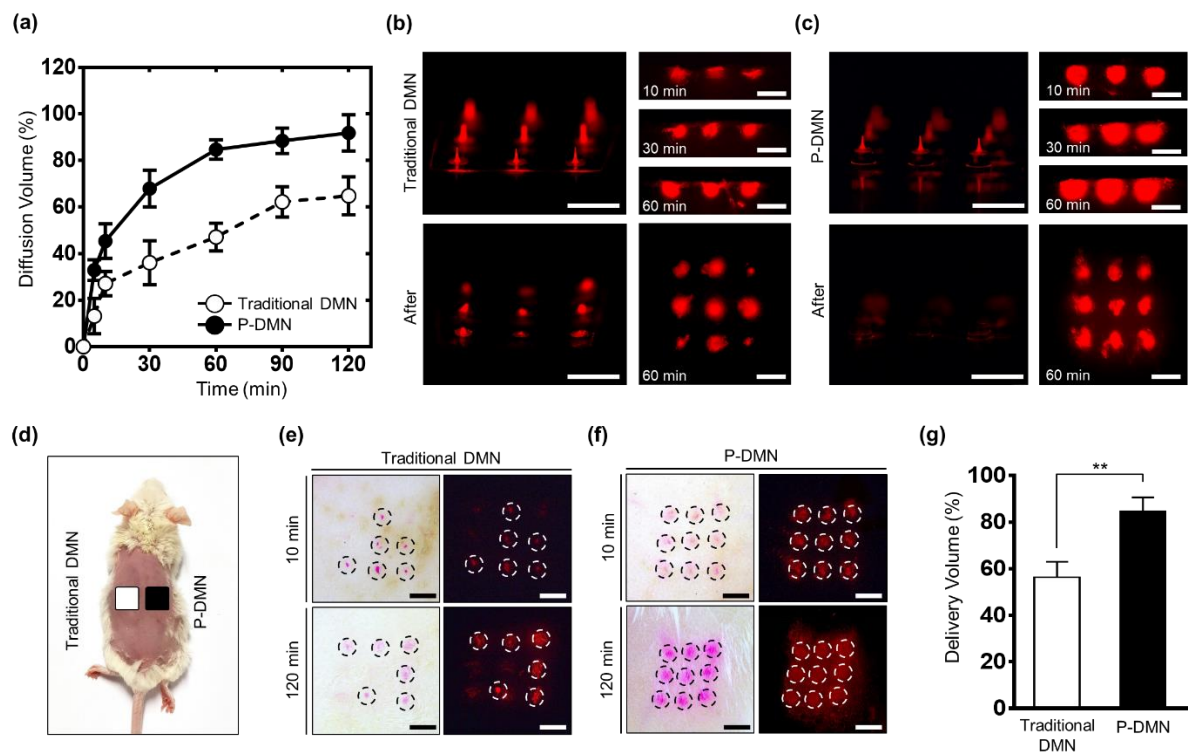 (a)
120
100
80
60
40
20
0
Diffusion Volume (%)
0 30 60 90 120
Time (min)
Traditional DMN
P-DMN
(b)
Traditional DMN
10 min
30 min
60 min
After
60 min
(c)
P-DMN
10 min
30 min
60 min
After
60 min
(d)
Traditional DMN
P-DMN
(e)
Traditional DMN
10 min
120 min
(f)
P-DMN
10 min
120 min
(g)
**
100
80
60
40
20
0
Delivery Volume (%)
Traditional
DMN
P-DMN